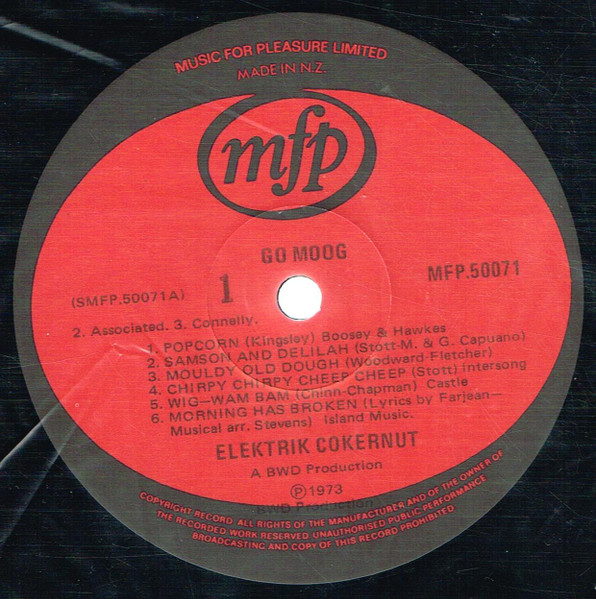 MUSIC FOR PLEASURE LIMITED
MADE IN N.Z.
mfp
GO MOOG
(SMFP.50071A)
1
MFP.50071
2. Associated. 3. Connelly.
1. POPCORN (Kingsley) Boosey & Hawkes
2. SAMSON AND DELILAH (Stott-M. & G. Capuano)
3. MOULDY OLD DOUGH (Woodward-Fletcher)
4. CHIRPY CHIRPY CHEEP CHEEP (Stott) Intersong
5. WIG-WAM BAM (Chinn-Chapman) Castle
6. MORNING HAS BROKEN (Lyrics by Farjean-
Musical arr. Stevens) Island Music.
ELEKTRIK COKERNUT
A BWD Production
Ⓟ1973
-BWD Production
COPYRIGHT RECORD ALL RIGHTS OF THE MANUFACTURER AND OF THE OWNER OF
THE RECORDED WORK RESERVED UNAUTHORISED PUBLIC PERFORMANCE
BROADCASTING AND COPY OF THIS RECORD PROHIBITED